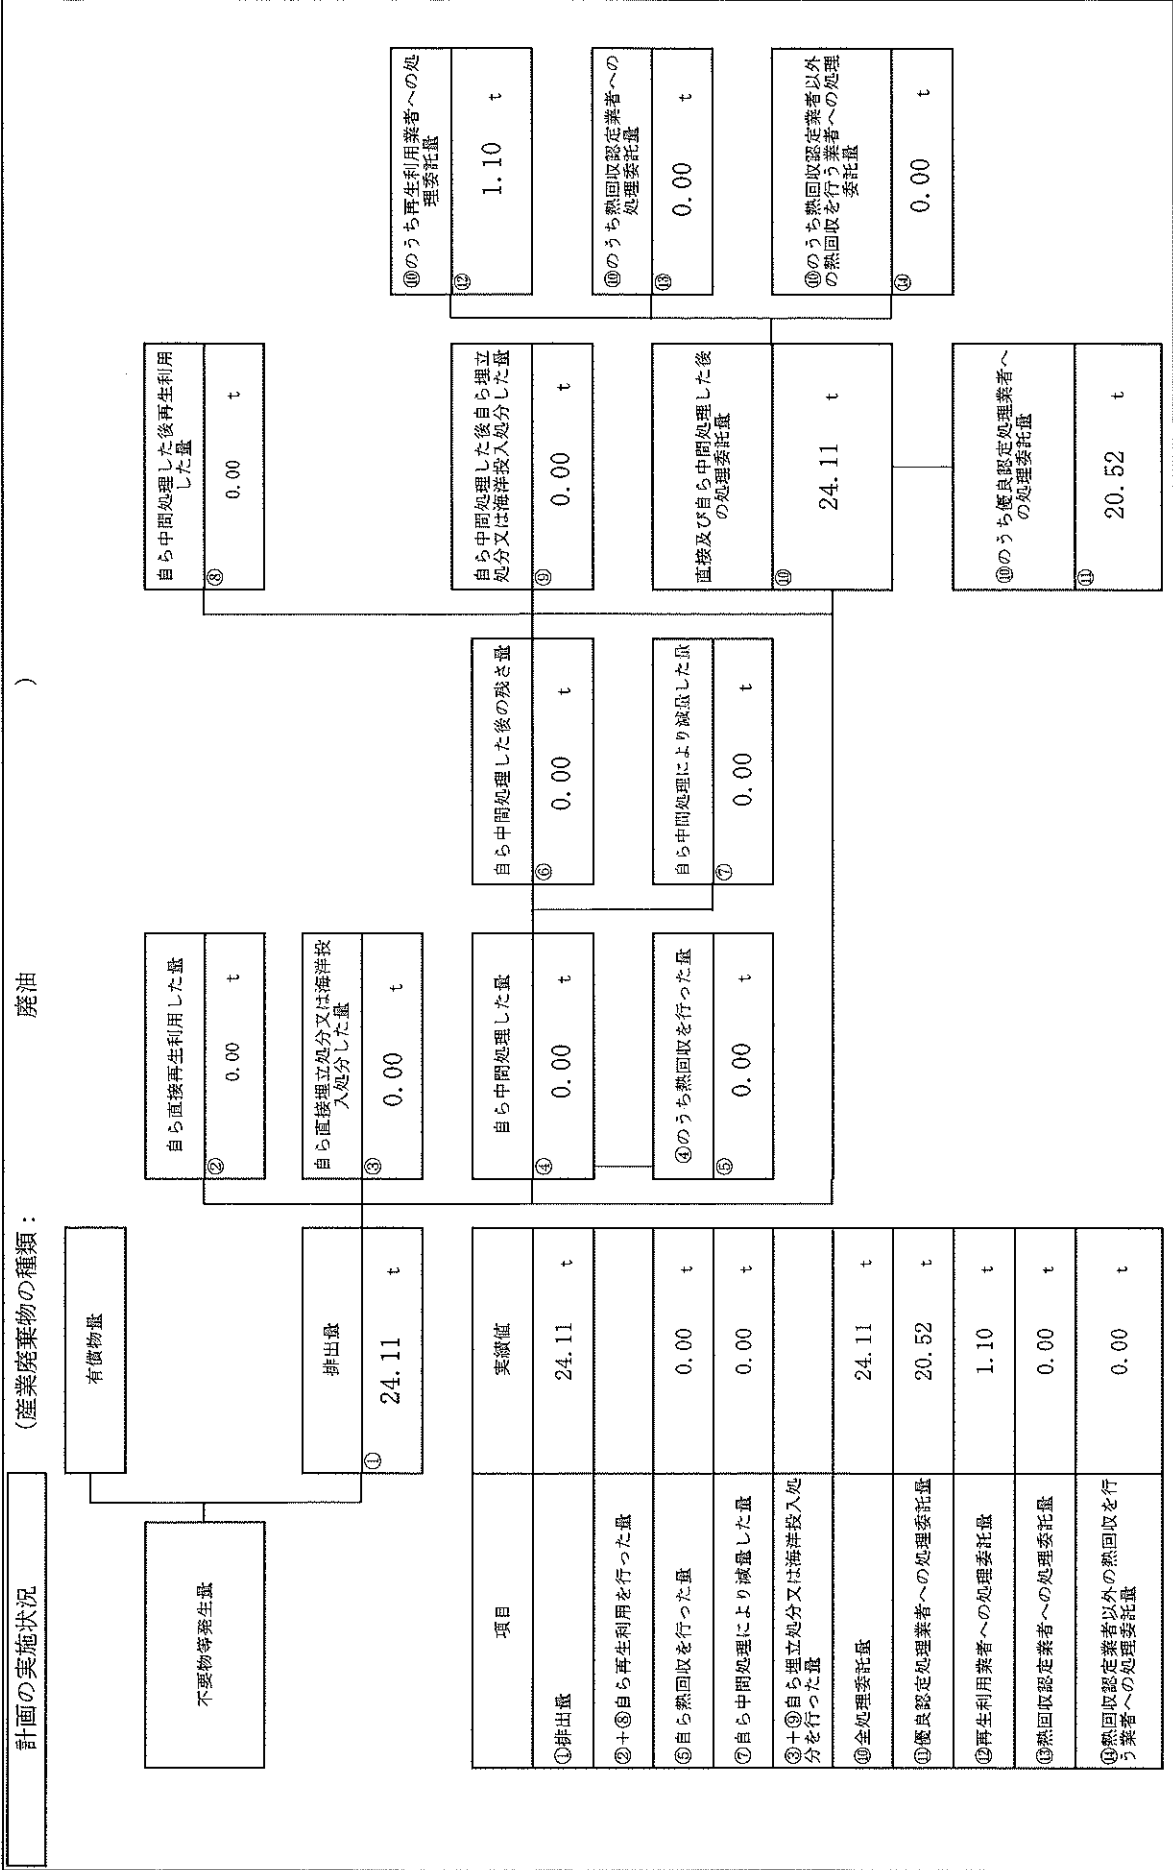 計画の実施状況
（産業廃棄物の種類： 廃油 ）
不要物等発生量
有償物量
排出量
① 24.11 t
自ら直接再生利用した量
② 0.00 t
自ら直接埋立処分又は海洋投
入処分した量
③ 0.00 t
自ら中間処理した量
④ 0.00 t
④のうち熱回収を行った量
⑤ 0.00 t
自ら中間処理した後の残さ量
⑥ 0.00 t
自ら中間処理により減量した量
⑦ 0.00 t
自ら中間処理した後再生利用
した量
⑧ 0.00 t
自ら中間処理した後自ら埋立
処分又は海洋投入処分した量
⑨ 0.00 t
直接及び自ら中間処理した後
の処理委託量
⑩ 24.11 t
⑩のうち優良認定処理業者へ
の処理委託量
⑪ 20.52 t
⑩のうち再生利用業者への処
理委託量
⑫ 1.10 t
⑩のうち熱回収認定業者への
処理委託量
⑬ 0.00 t
⑩のうち熱回収認定業者以外
の熱回収を行う業者への処理
委託量
⑭ 0.00 t
項目 実績値
①排出量 24.11 t
②＋⑧自ら再生利用を行った量
⑤自ら熱回収を行った量 0.00 t
⑦自ら中間処理により減量した量 0.00 t
③＋⑨自ら埋立処分又は海洋投入処
分を行った量
⑩全処理委託量 24.11 t
⑪優良認定処理業者への処理委託量 20.52 t
⑫再生利用業者への処理委託量 1.10 t
⑬熱回収認定業者への処理委託量 0.00 t
⑭熱回収認定業者以外の熱回収を行
う業者への処理委託量 0.00 t